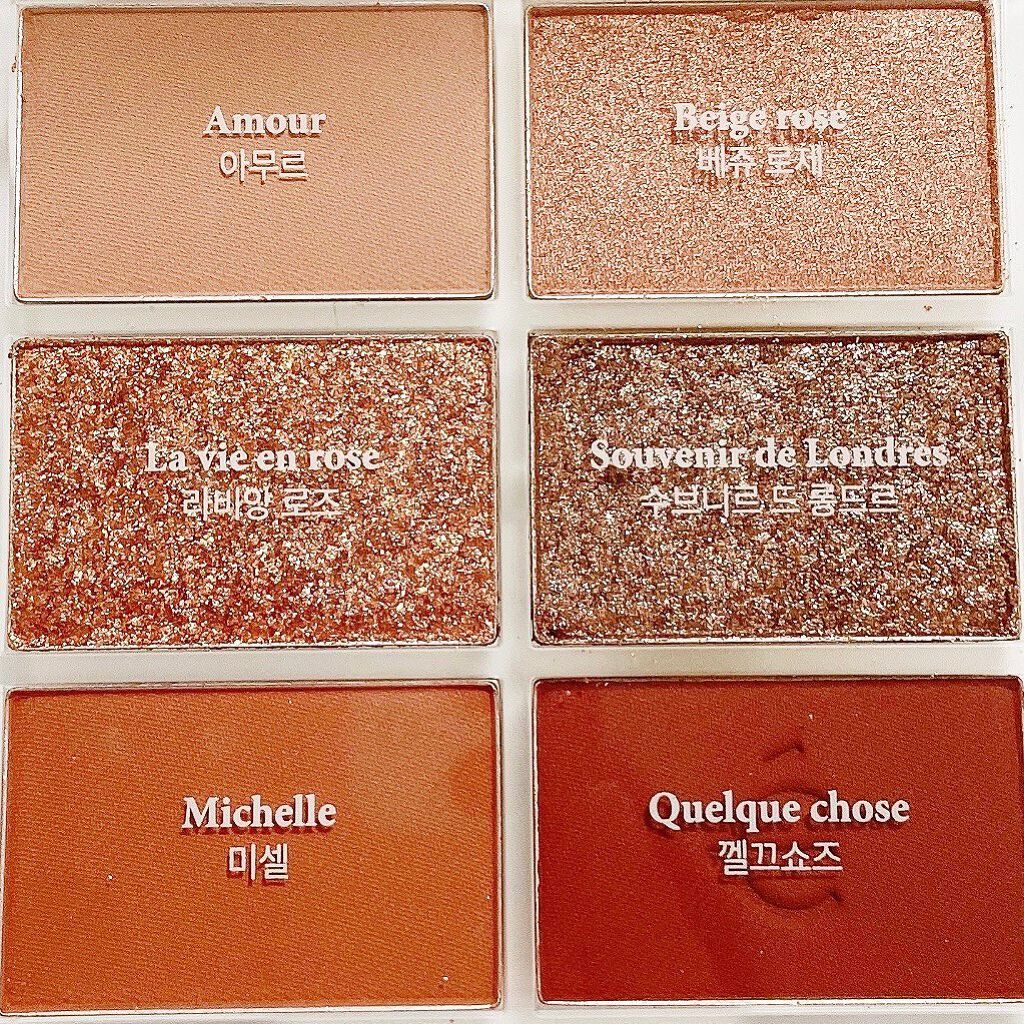 Amour
아무르
Beige rosé
베쥬 로제
La vie en rose
라비앙 로즈
Souvenir de Londres
수브니르 드 롱드르
Michelle
미셸
Quelque chose
껠끄쇼즈